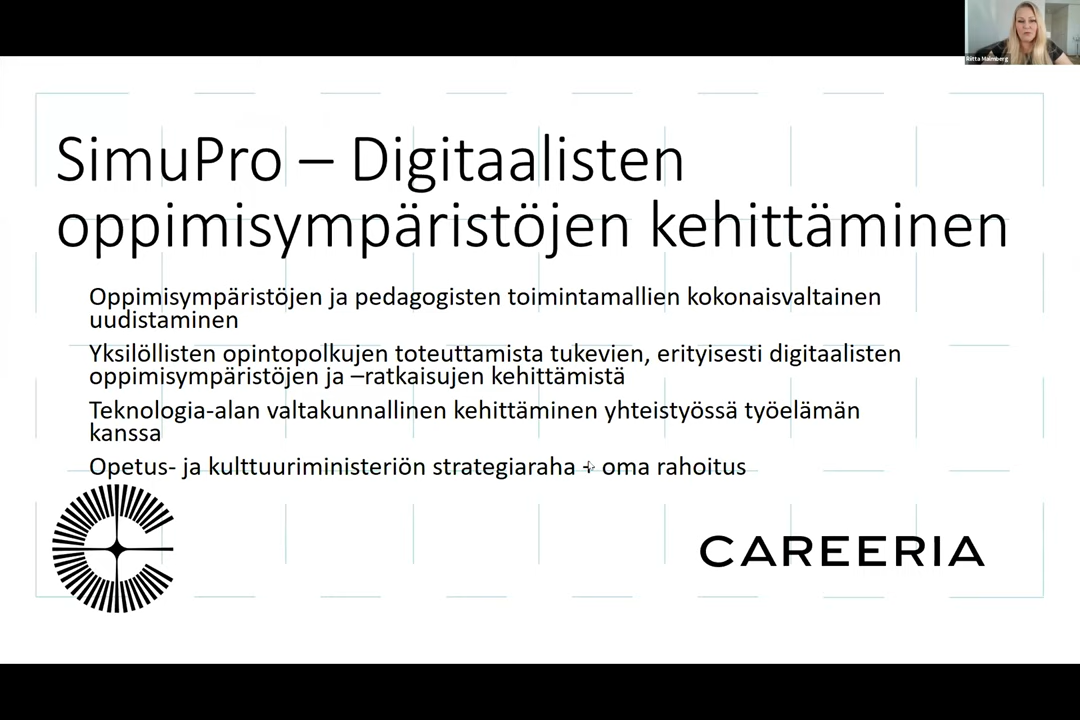 Riitta Malmberg
SimuPro – Digitaalisten
oppimisympäristöjen kehittäminen
Oppimisympäristöjen ja pedagogisten toimintamallien kokonaisvaltainen
uudistaminen
Yksilöllisten opintopolkujen toteuttamista tukevien, erityisesti digitaalisten
oppimisympäristöjen ja –ratkaisujen kehittämistä
Teknologia-alan valtakunnallinen kehittäminen yhteistyössä työelämän
kanssa
Opetus- ja kulttuuriministeriön strategiaraha + oma rahoitus
CAREERIA